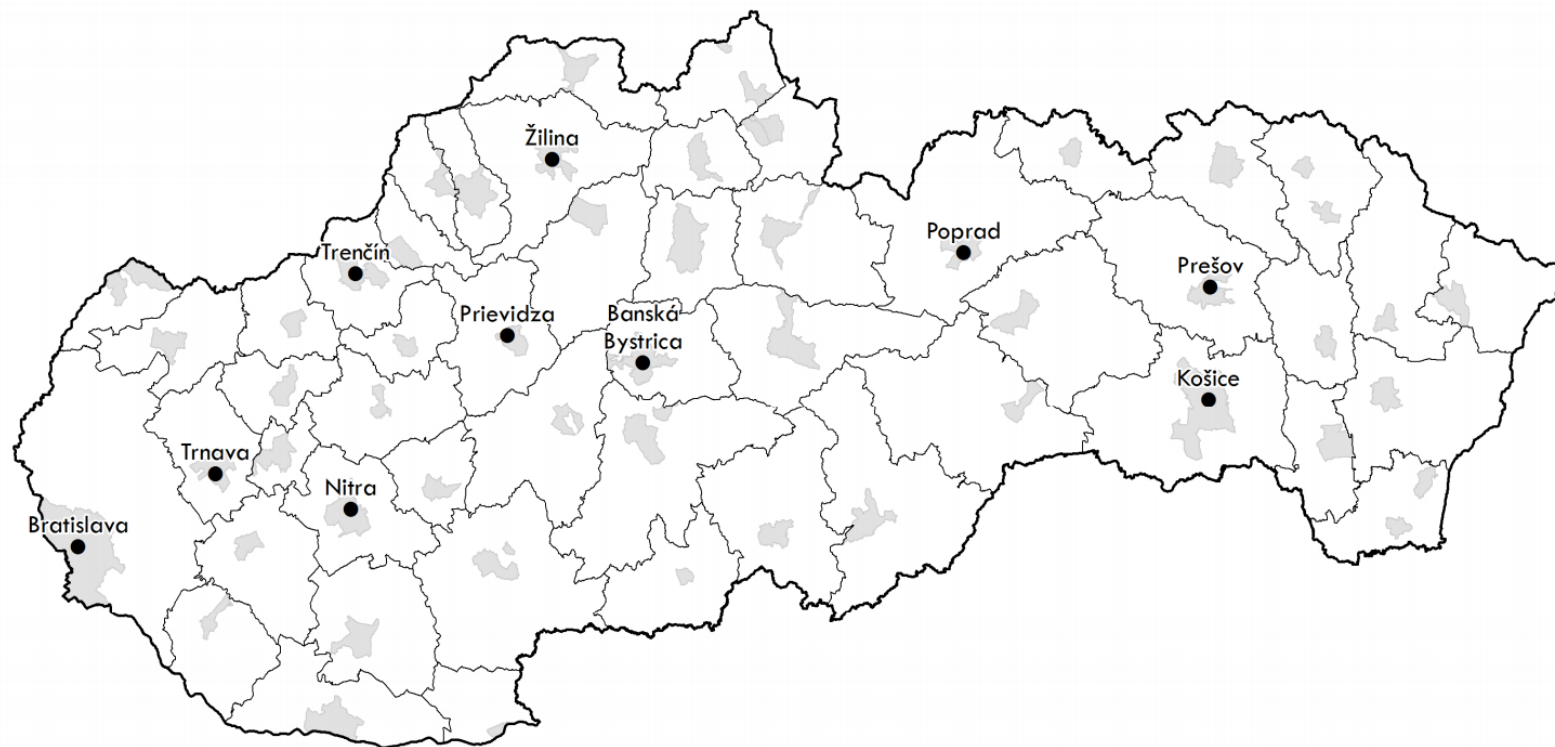 Žilina
Poprad
Trenčín
Prešov
Prievidza
Banská
Bystrica
Košice
Trnava
Nitra
Bratislava